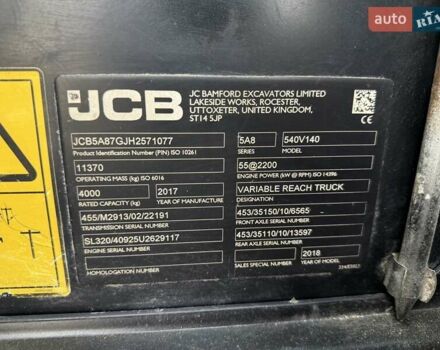 AUTO
RIA
JCB
JC BAMFORD EXCAVATORS LIMITED
LAKESIDE WORKS, ROCESTER,
UTTOXETER, UNITED KINGDOM,
ST14 5JP
JCB5A87GJH2571077
Product Identification Number (PIN) ISO 10261
5A8 540V140
SERIES MODEL
11370
OPERATING MASS (kg) ISO 6016
55@2200
ENGINE POWER (kW @ RPM) ISO 14396
4000 2017
RATED CAPACITY (kg) YEAR OF MANUFACTURE
VARIABLE REACH TRUCK
DESIGNATION
455/M2913/02/22191
TRANSMISSION SERIAL NUMBER
453/35150/10/6565
FRONT AXLE SERIAL NUMBER
SL320/40925U2629117
ENGINE SERIAL NUMBER
453/35110/10/13597
REAR AXLE SERIAL NUMBER
HOMOLOGATION NUMBER
2018
SALES SPECIAL NUMBER YEAR OF MODEL